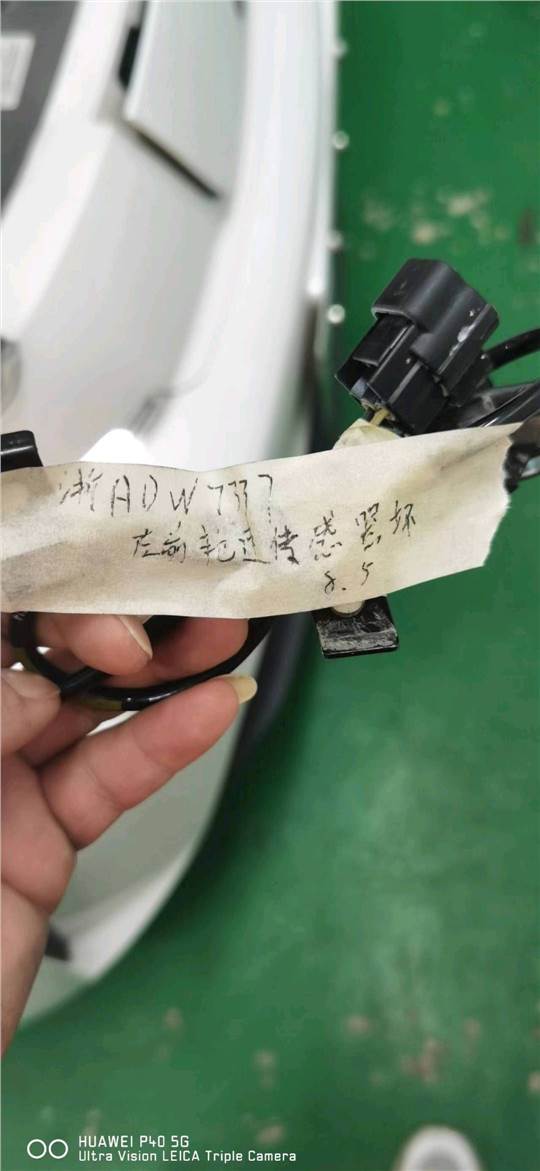 浙ADW7377
左前轮速传感器坏
8.5
HUAWEI P40 5G
Ultra Vision LEICA Triple Camera